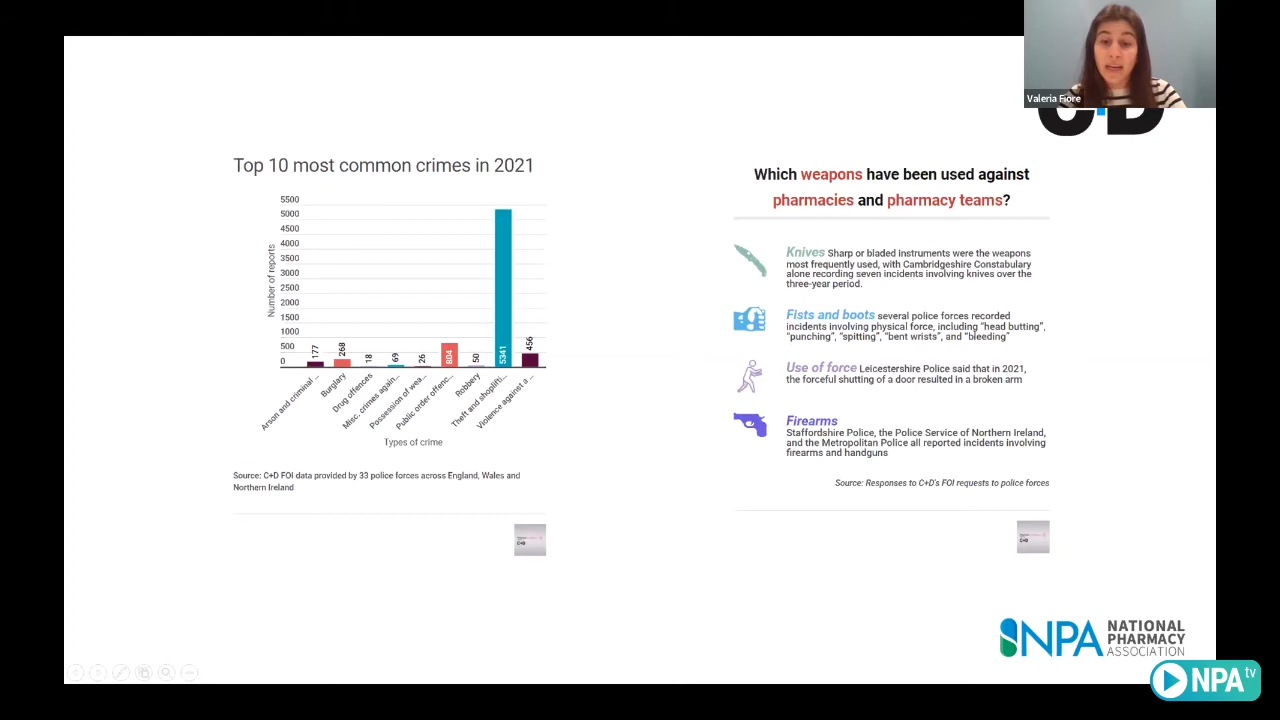 Valeria Fiore
C+D
Top 10 most common crimes in 2021
5500
5000
4500
4000
3500
3000
2500
2000
1500
1000
500
0
Number of reports
177
268
18
69
26
804
50
5341
456
Arson and criminal ...
Burglary
Drug offences
Misc. crimes again...
Possession of wea...
Public order offenc...
Robbery
Theft and shoplifti...
Violence against a ...
Types of crime
Source: C+D FOI data provided by 33 police forces across England, Wales and
Northern Ireland
Which weapons have been used against
pharmacies and pharmacy teams?
Knives Sharp or bladed instruments were the weapons
most frequently used, with Cambridgeshire Constabulary
alone recording seven incidents involving knives over the
three-year period.
Fists and boots several police forces recorded
incidents involving physical force, including "head butting",
"punching", "spitting", "bent wrists", and "bleeding"
Use of force Leicestershire Police said that in 2021,
the forceful shutting of a door resulted in a broken arm
Firearms
Staffordshire Police, the Police Service of Northern Ireland,
and the Metropolitan Police all reported incidents involving
firearms and handguns
Source: Responses to C+D's FOI requests to police forces
C+D
C+D
NPA NATIONAL
PHARMACY
ASSOCIATION
NPA tv